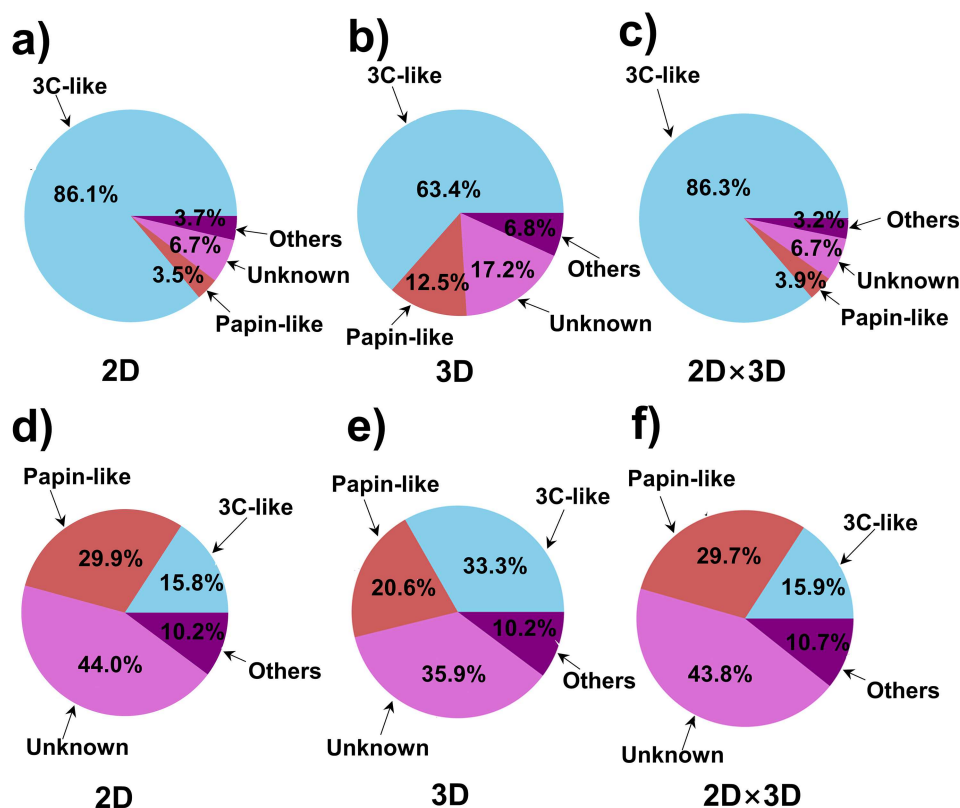 a)
3C-like
86.1%
3.7%
Others
6.7%
Unknown
3.5%
Papin-like
2D
b)
3C-like
63.4%
6.8%
Others
17.2%
12.5%
Unknown
Papin-like
3D
c)
3C-like
86.3%
3.2%
Others
6.7%
Unknown
3.9%
Papin-like
2D×3D
d)
Papin-like
3C-like
29.9%
15.8%
10.2%
44.0%
Others
Unknown
2D
e)
Papin-like
3C-like
33.3%
20.6%
10.2%
35.9%
Others
Unknown
3D
f)
Papin-like
3C-like
29.7%
15.9%
10.7%
43.8%
Others
Unknown
2D×3D